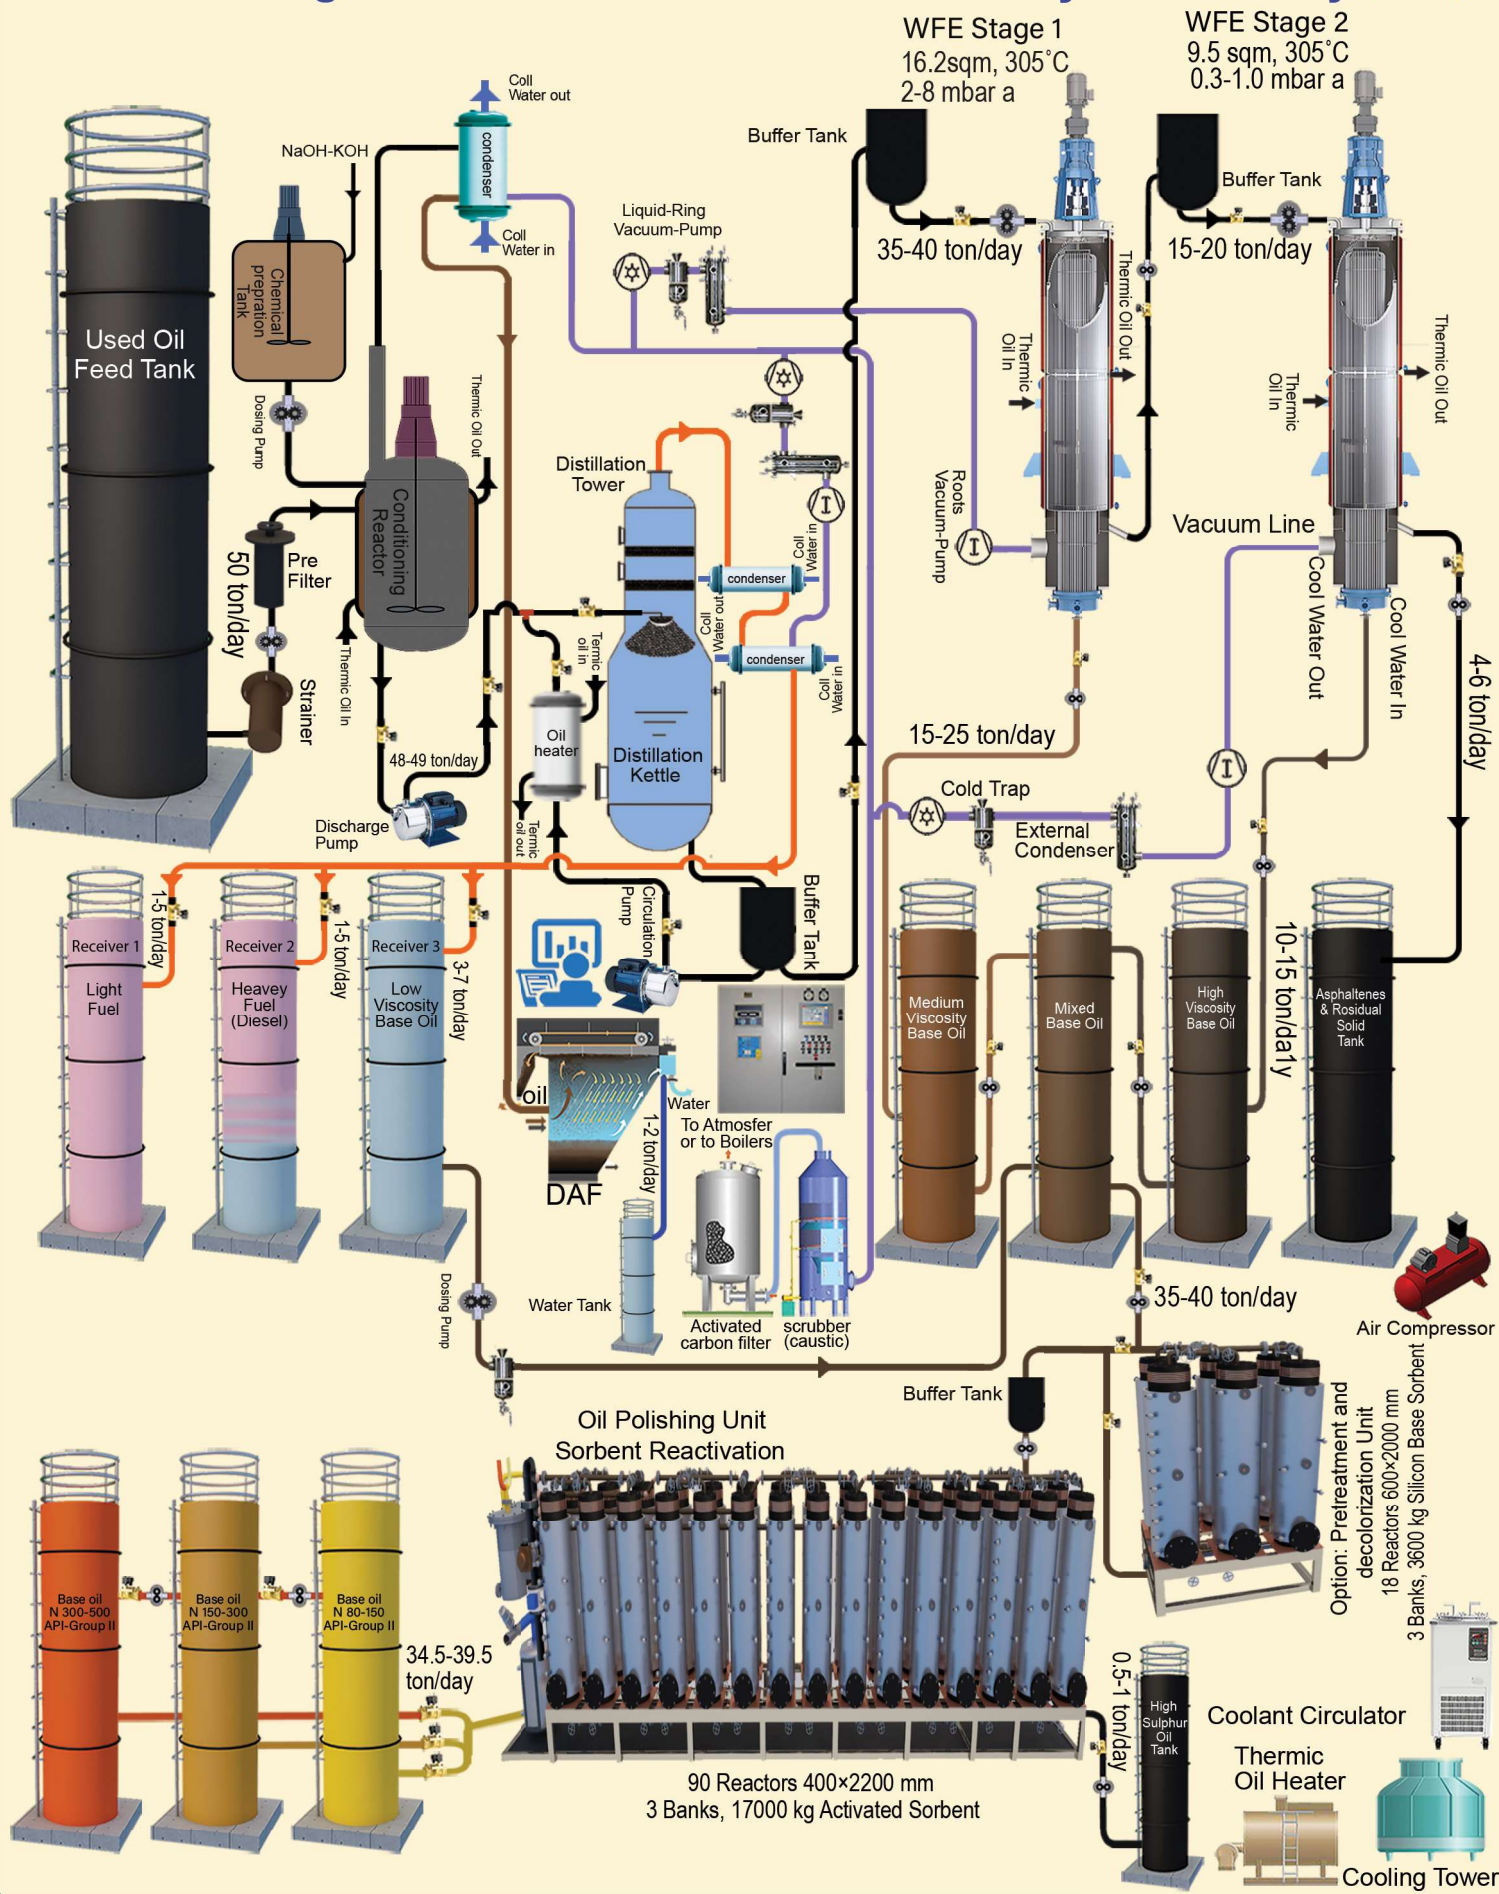 WFE Stage 1
16.2sqm, 305˚C
2-8 mbar a
WFE Stage 2
9.5 sqm, 305˚C
0.3-1.0 mbar a
Coll
Water out
condenser
Coll
Water in
NaOH-KOH
Chemical
prepration
Tank
Dosing Pump
Used Oil
Feed Tank
Buffer Tank
35-40 ton/day
Buffer Tank
15-20 ton/day
Liquid-Ring
Vacuum-Pump
Thermic Oil Out
Thermic
Oil In
Thermic Oil Out
Thermic
Oil In
Thermic Oil Out
Conditioning
Reactor
Thermic Oil In
Pre
Filter
50 ton/day
Strainer
Distillation
Tower
Roots
Vacuum-Pump
Coll
Water in
condenser
Coll
Water out
condenser
Coll
Water in
Termic
oil in
Oil
heater
Termic
oil out
Distillation
Kettle
48-49 ton/day
Discharge
Pump
Vacuum Line
Cool Water Out
Cool Water In
4-6 ton/day
15-25 ton/day
Cold Trap
External
Condenser
Buffer Tank
Circulation
Pump
1-5 ton/day
1-5 ton/day
3-7 ton/day
Receiver 1
Light
Fuel
Receiver 2
Heavey
Fuel
(Diesel)
Receiver 3
Low
Viscosity
Base Oil
Medium
Viscosity
Base Oil
Mixed
Base Oil
High
Viscosity
Base Oil
10-15 ton/da1y
Asphaltenes
& Rosidual
Solid
Tank
oil
DAF
Water
1-2 ton/day
To Atmosfer
or to Boilers
Water Tank
Activated
carbon filter
scrubber
(caustic)
Dosing Pump
35-40 ton/day
Air Compressor
Buffer Tank
Oil Polishing Unit
Sorbent Reactivation
Option: Pretreatment and
decolorization Unit
18 Reactors 600×2000 mm
3 Banks, 3600 kg Silicon Base Sorbent
Base oil
N 300-500
API-Group II
Base oil
N 150-300
API-Group II
Base oil
N 80-150
API-Group II
34.5-39.5
ton/day
90 Reactors 400×2200 mm
3 Banks, 17000 kg Activated Sorbent
0.5-1 ton/day
High
Sulphur
Oil
Tank
Coolant Circulator
Thermic
Oil Heater
Cooling Tower